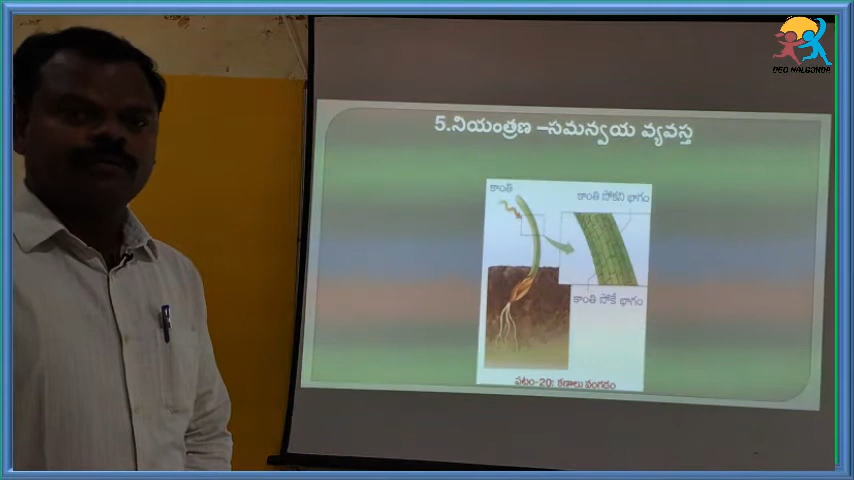 DEO NALGONDA
5.నియంత్రణ –సమన్వయ వ్యవస్త
కాంతి
కాంతి సోకని భాగం
కాంతి సోకే భాగం
పటం-20: కణాలు వంగడం